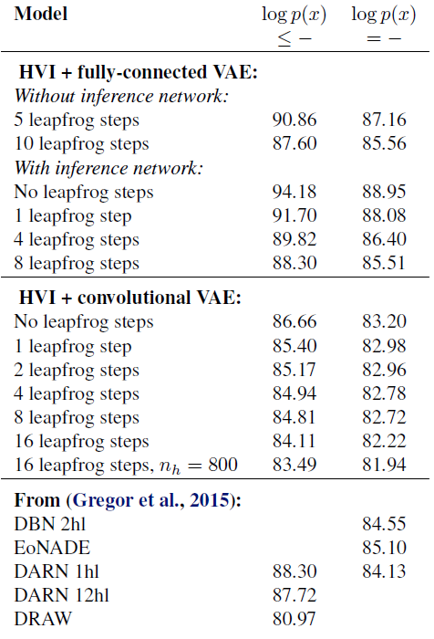 Model log p(x) log p(x)
≤ − = −
HVI + fully-connected VAE:
Without inference network:
5 leapfrog steps 90.86 87.16
10 leapfrog steps 87.60 85.56
With inference network:
No leapfrog steps 94.18 88.95
1 leapfrog step 91.70 88.08
4 leapfrog steps 89.82 86.40
8 leapfrog steps 88.30 85.51
HVI + convolutional VAE:
No leapfrog steps 86.66 83.20
1 leapfrog step 85.40 82.98
2 leapfrog steps 85.17 82.96
4 leapfrog steps 84.94 82.78
8 leapfrog steps 84.81 82.72
16 leapfrog steps 84.11 82.22
16 leapfrog steps, n_h = 800 83.49 81.94
From (Gregor et al., 2015):
DBN 2hl 84.55
EoNADE 85.10
DARN 1hl 88.30 84.13
DARN 12hl 87.72
DRAW 80.97